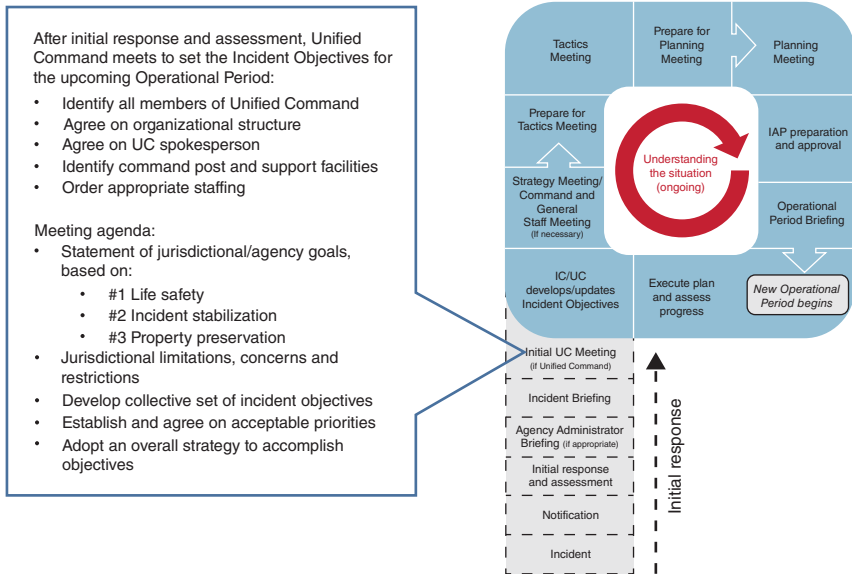 After initial response and assessment, Unified
Command meets to set the Incident Objectives for
the upcoming Operational Period:
• Identify all members of Unified Command
• Agree on organizational structure
• Agree on UC spokesperson
• Identify command post and support facilities
• Order appropriate staffing
Meeting agenda:
• Statement of jurisdictional/agency goals,
based on:
• #1 Life safety
• #2 Incident stabilization
• #3 Property preservation
• Jurisdictional limitations, concerns and
restrictions
• Develop collective set of incident objectives
• Establish and agree on acceptable priorities
• Adopt an overall strategy to accomplish
objectives
Tactics
Meeting
Prepare for
Planning
Meeting
Planning
Meeting
Prepare for
Tactics Meeting
IAP preparation
and approval
Understanding
the situation
(ongoing)
Strategy Meeting/
Command and
General
Staff Meeting
(If necessary)
Operational
Period Briefing
IC/UC
develops/updates
Incident Objectives
Execute plan
and assess
progress
New Operational
Period begins
Initial UC Meeting
(if Unified Command)
Incident Briefing
Agency Administrator
Briefing (if appropriate)
Initial response
and assessment
Notification
Incident
Initial response